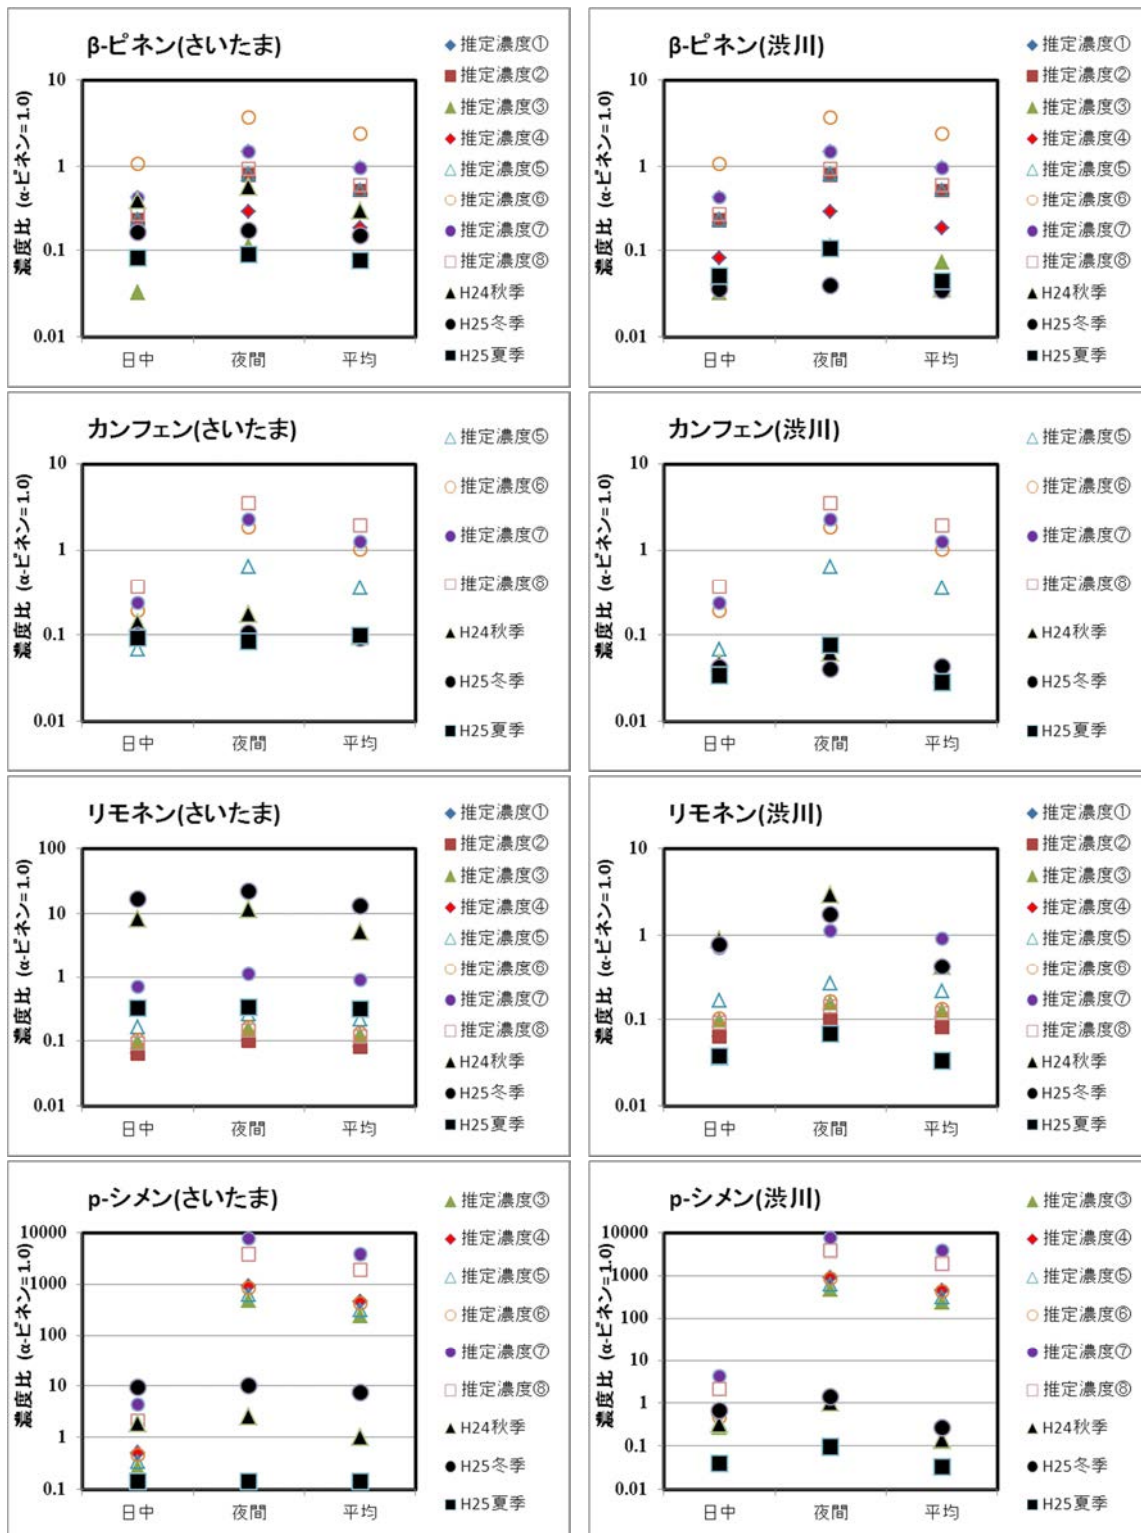 β-ピネン(さいたま)
濃度比 (α-ピネン=1.0)
10
1
0.1
0.01
日中
夜間
平均
推定濃度①
推定濃度②
推定濃度③
推定濃度④
推定濃度⑤
推定濃度⑥
推定濃度⑦
推定濃度⑧
H24秋季
H25冬季
H25夏季
β-ピネン(渋川)
濃度比 (α-ピネン=1.0)
10
1
0.1
0.01
日中
夜間
平均
推定濃度①
推定濃度②
推定濃度③
推定濃度④
推定濃度⑤
推定濃度⑥
推定濃度⑦
推定濃度⑧
H24秋季
H25冬季
H25夏季
カンフェン(さいたま)
濃度比 (α-ピネン=1.0)
10
1
0.1
0.01
日中
夜間
平均
推定濃度⑤
推定濃度⑥
推定濃度⑦
推定濃度⑧
H24秋季
H25冬季
H25夏季
カンフェン(渋川)
濃度比 (α-ピネン=1.0)
10
1
0.1
0.01
日中
夜間
平均
推定濃度⑤
推定濃度⑥
推定濃度⑦
推定濃度⑧
H24秋季
H25冬季
H25夏季
リモネン(さいたま)
濃度比 (α-ピネン=1.0)
100
10
1
0.1
0.01
日中
夜間
平均
推定濃度①
推定濃度②
推定濃度③
推定濃度④
推定濃度⑤
推定濃度⑥
推定濃度⑦
推定濃度⑧
H24秋季
H25冬季
H25夏季
リモネン(渋川)
濃度比 (α-ピネン=1.0)
10
1
0.1
0.01
日中
夜間
平均
推定濃度①
推定濃度②
推定濃度③
推定濃度④
推定濃度⑤
推定濃度⑥
推定濃度⑦
推定濃度⑧
H24秋季
H25冬季
H25夏季
p-シメン(さいたま)
濃度比 (α-ピネン=1.0)
10000
1000
100
10
1
0.1
日中
夜間
平均
推定濃度③
推定濃度④
推定濃度⑤
推定濃度⑥
推定濃度⑦
推定濃度⑧
H24秋季
H25冬季
H25夏季
p-シメン(渋川)
濃度比 (α-ピネン=1.0)
10000
1000
100
10
1
0.1
0.01
日中
夜間
平均
推定濃度③
推定濃度④
推定濃度⑤
推定濃度⑥
推定濃度⑦
推定濃度⑧
H24秋季
H25冬季
H25夏季